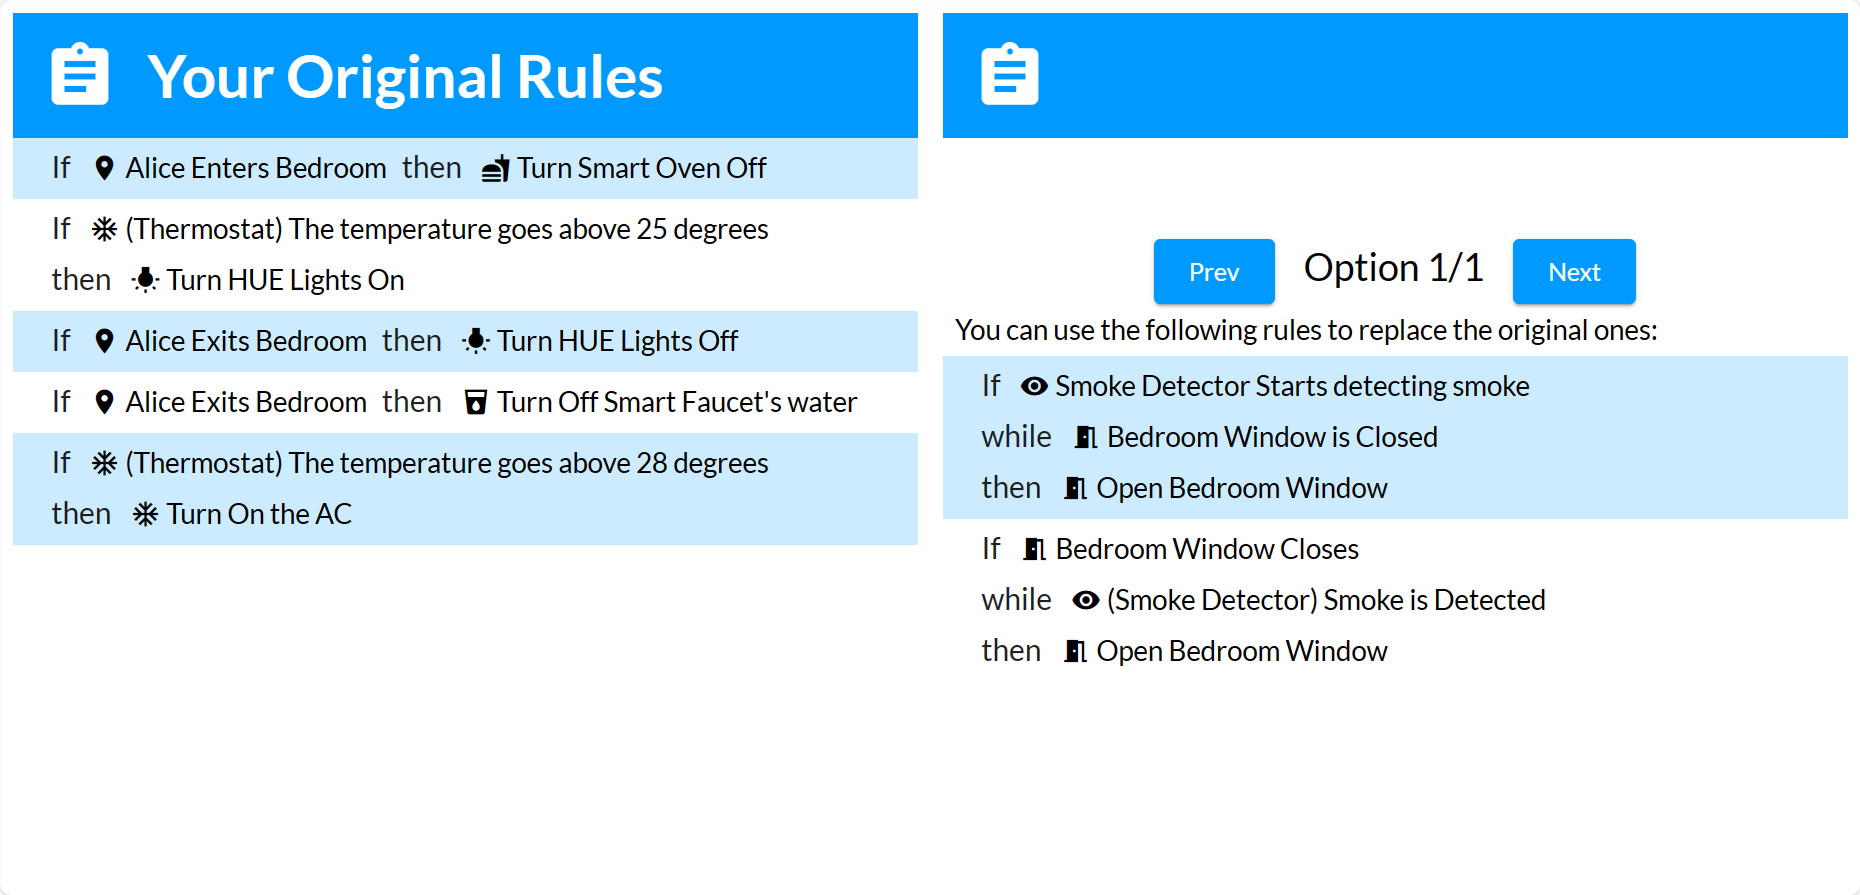 Your Original Rules
If Alice Enters Bedroom then Turn Smart Oven Off
If (Thermostat) The temperature goes above 25 degrees
then Turn HUE Lights On
If Alice Exits Bedroom then Turn HUE Lights Off
If Alice Exits Bedroom then Turn Off Smart Faucet's water
If (Thermostat) The temperature goes above 28 degrees
then Turn On the AC
Prev Option 1/1 Next
You can use the following rules to replace the original ones:
If Smoke Detector Starts detecting smoke
while Bedroom Window is Closed
then Open Bedroom Window
If Bedroom Window Closes
while (Smoke Detector) Smoke is Detected
then Open Bedroom Window